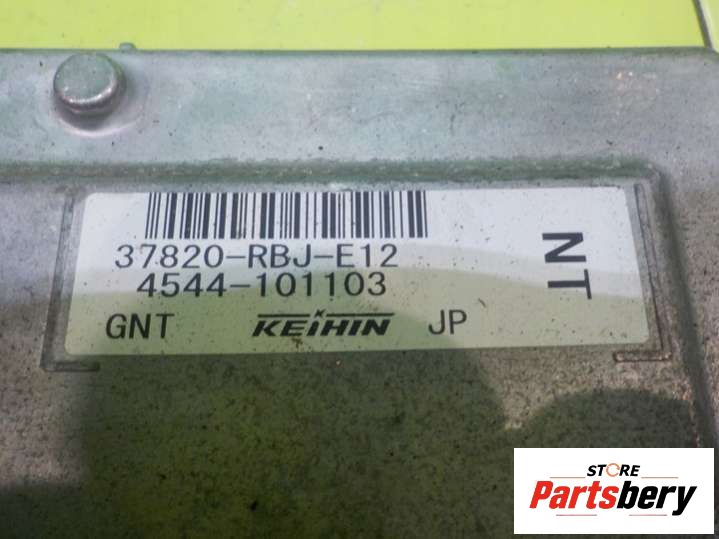 37820-RBJ-E12
4544-101103
GNT KEIHIN JP
NT
STORE
Partsbery